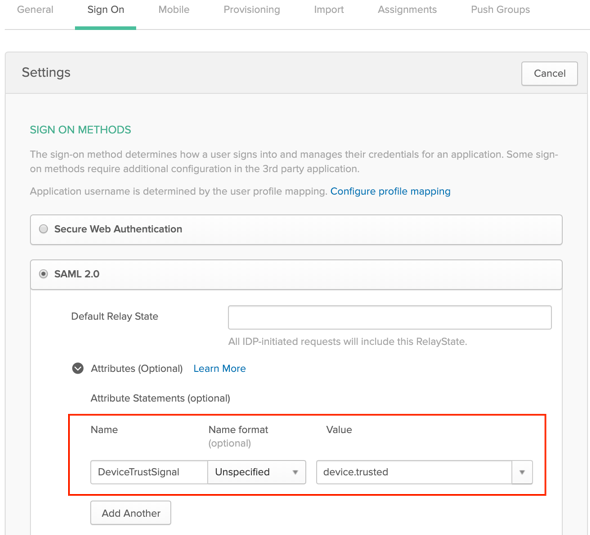 General Sign On Mobile Provisioning Import Assignments Push Groups
Settings Cancel
SIGN ON METHODS
The sign-on method determines how a user signs into and manages their credentials for an application. Some sign-
on methods require additional configuration in the 3rd party application.
Application username is determined by the user profile mapping. Configure profile mapping
Secure Web Authentication
SAML 2.0
Default Relay State
All IDP-initiated requests will include this RelayState.
Attributes (Optional) Learn More
Attribute Statements (optional)
Name Name format Value
(optional)
DeviceTrustSignal Unspecified device.trusted
Add Another